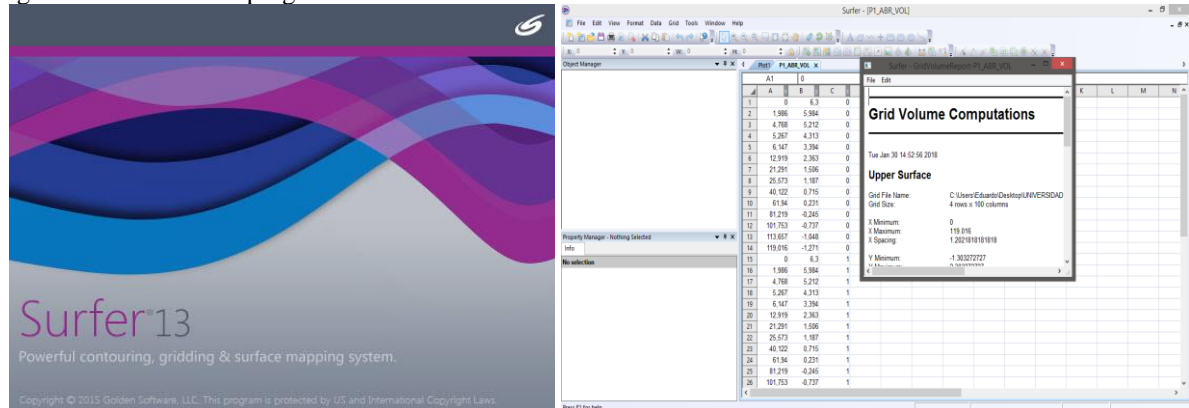 Surfer 13
Powerful contouring, gridding & surface mapping system.
Copyright © 2015 Golden Software, LLC. This program is protected by US and International Copyright Laws.
Surfer - [P1_ABR_VOL]
File Edit View Format Data Grid Tools Window Help
Object Manager
Plot1 P1_ABR_VOL
A1 0
A B C K L M N
1 0 6,3 0
2 1,986 5,984 0
3 4,768 5,212 0
4 5,267 4,313 0
5 6,147 3,394 0
6 12,919 2,363 0
7 21,291 1,506 0
8 25,573 1,187 0
9 40,122 0,715 0
10 61,94 0,231 0
11 81,219 -0,245 0
12 101,753 -0,737 0
13 113,657 -1,048 0
14 119,016 -1,271 0
15 0 6,3 1
16 1,986 5,984 1
17 4,768 5,212 1
18 5,267 4,313 1
19 6,147 3,394 1
20 12,919 2,363 1
21 21,291 1,506 1
22 25,573 1,187 1
23 40,122 0,715 1
24 61,94 0,231 1
25 81,219 -0,245 1
26 101,753 -0,737 1
Property Manager - Nothing Selected
Info
No selection
Surfer - GridVolumeReport-P1_ABR_VOL
File Edit
Grid Volume Computations
Tue Jan 30 14:52:56 2018
Upper Surface
Grid File Name: C:\Users\Eduardo\Desktop\UNIVERSIDAD
Grid Size: 4 rows x 100 columns
X Minimum: 0
X Maximum: 119.016
X Spacing: 1.2021818181818
Y Minimum: -1.303272727